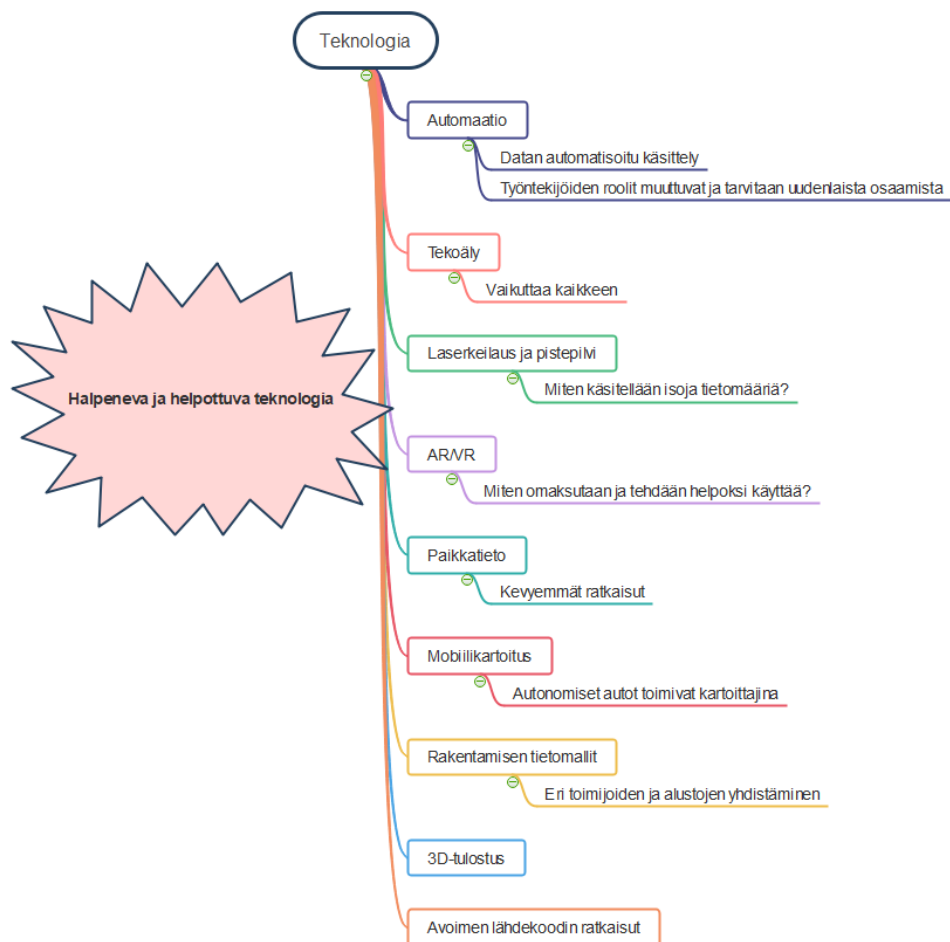 Teknologia
Automaatio
Datan automatisoitu käsittely
Työntekijöiden roolit muuttuvat ja tarvitaan uudenlaista osaamista
Tekoäly
Vaikuttaa kaikkeen
Laserkeilaus ja pistepilvi
Miten käsitellään isoja tietomääriä?
Halpeneva ja helpottuva teknologia
AR/VR
Miten omaksutaan ja tehdään helpoksi käyttää?
Paikkatieto
Kevyemmät ratkaisut
Mobiilikartoitus
Autonomiset autot toimivat kartoittajina
Rakentamisen tietomallit
Eri toimijoiden ja alustojen yhdistäminen
3D-tulostus
Avoimen lähdekoodin ratkaisut